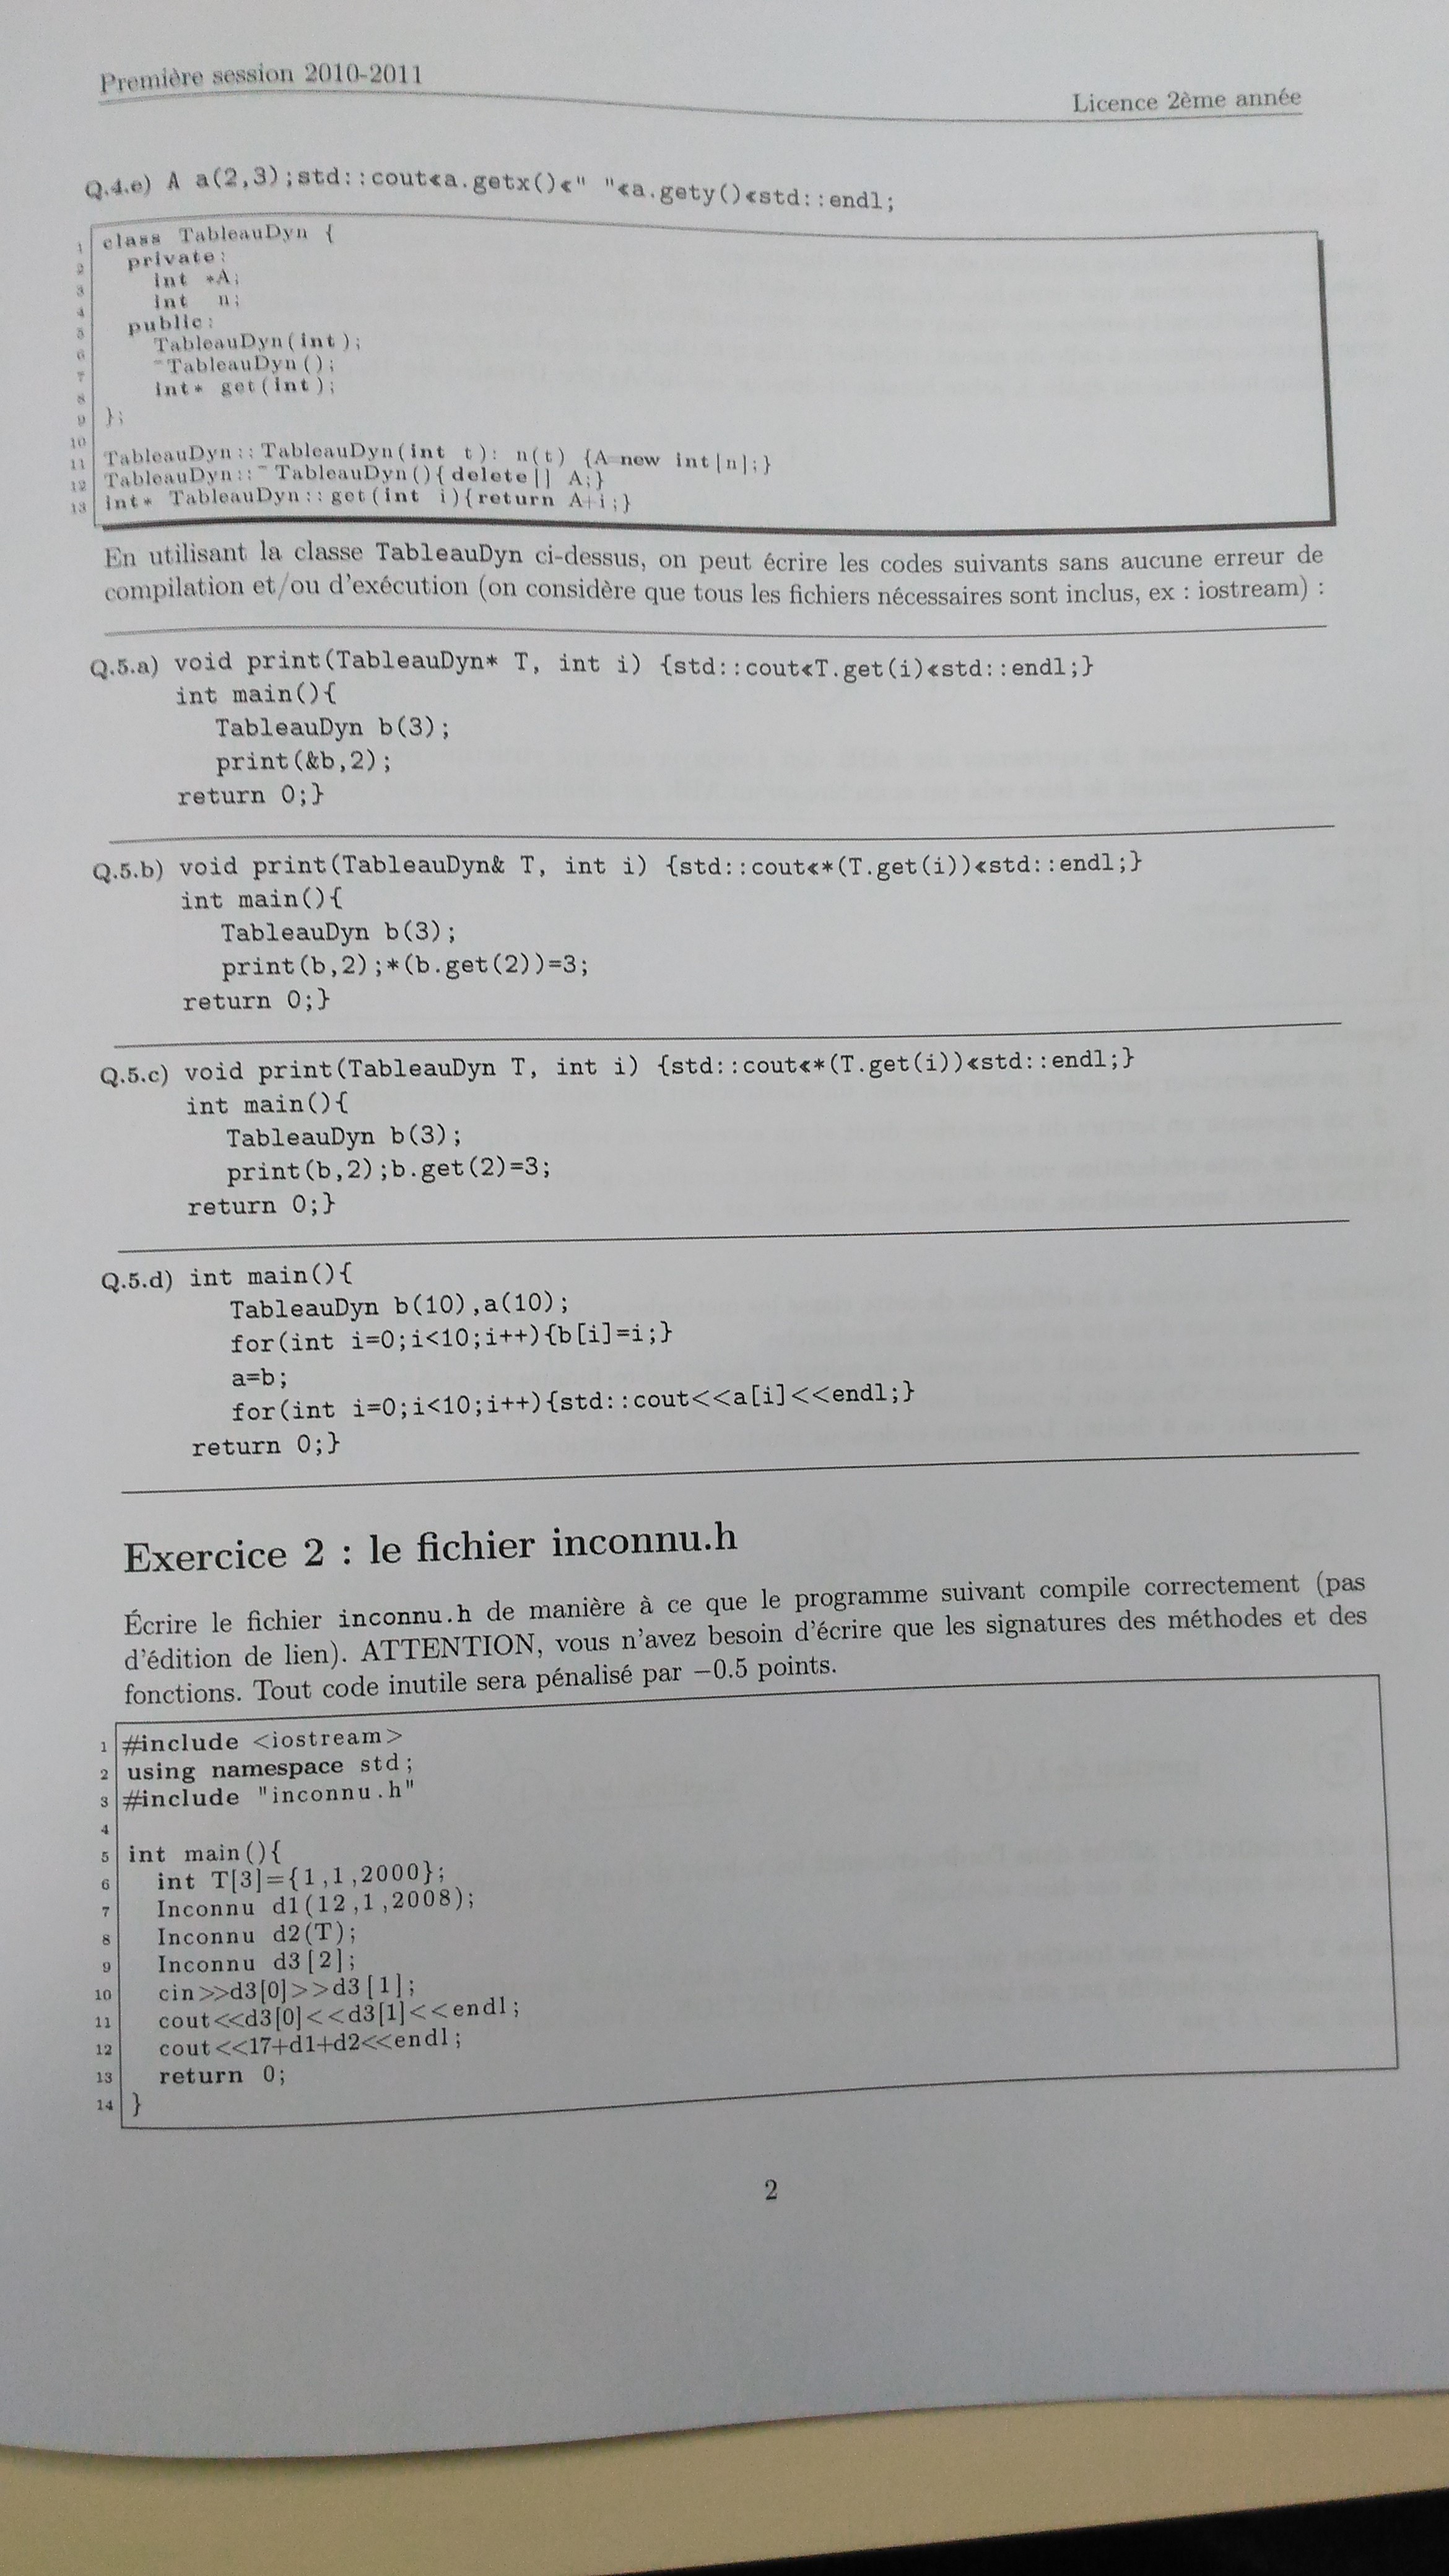 Première session 2010-2011
Licence 2ème année
Q.4.e) A a(2,3);std::cout«a.getx()«" "«a.gety()«std::endl;
1 class TableauDyn {
2 private:
3 int *A;
4 int n;
5 public:
6 TableauDyn(int);
7 ~TableauDyn();
8 int* get(int);
9 };
10
11 TableauDyn::TableauDyn(int t): n(t) {A=new int[n];}
12 TableauDyn::~TableauDyn(){delete[] A;}
13 int* TableauDyn::get(int i){return A+i;}
En utilisant la classe TableauDyn ci-dessus, on peut écrire les codes suivants sans aucune erreur de
compilation et/ou d'exécution (on considère que tous les fichiers nécessaires sont inclus, ex : iostream) :
Q.5.a) void print(TableauDyn* T, int i) {std::cout«T.get(i)«std::endl;}
int main(){
TableauDyn b(3);
print(&b,2);
return 0;}
Q.5.b) void print(TableauDyn& T, int i) {std::cout«*(T.get(i))«std::endl;}
int main(){
TableauDyn b(3);
print(b,2);*(b.get(2))=3;
return 0;}
Q.5.c) void print(TableauDyn T, int i) {std::cout«*(T.get(i))«std::endl;}
int main(){
TableauDyn b(3);
print(b,2);b.get(2)=3;
return 0;}
Q.5.d) int main(){
TableauDyn b(10),a(10);
for(int i=0;i<10;i++){b[i]=i;}
a=b;
for(int i=0;i<10;i++){std::cout<<a[i]<<endl;}
return 0;}
Exercice 2 : le fichier inconnu.h
Écrire le fichier inconnu.h de manière à ce que le programme suivant compile correctement (pas
d'édition de lien). ATTENTION, vous n'avez besoin d'écrire que les signatures des méthodes et des
fonctions. Tout code inutile sera pénalisé par −0.5 points.
1 #include <iostream>
2 using namespace std;
3 #include "inconnu.h"
4
5 int main(){
6 int T[3]={1,1,2000};
7 Inconnu d1(12,1,2008);
8 Inconnu d2(T);
9 Inconnu d3[2];
10 cin>>d3[0]>>d3[1];
11 cout<<d3[0]<<d3[1]<<endl;
12 cout<<17+d1+d2<<endl;
13 return 0;
14 }
2